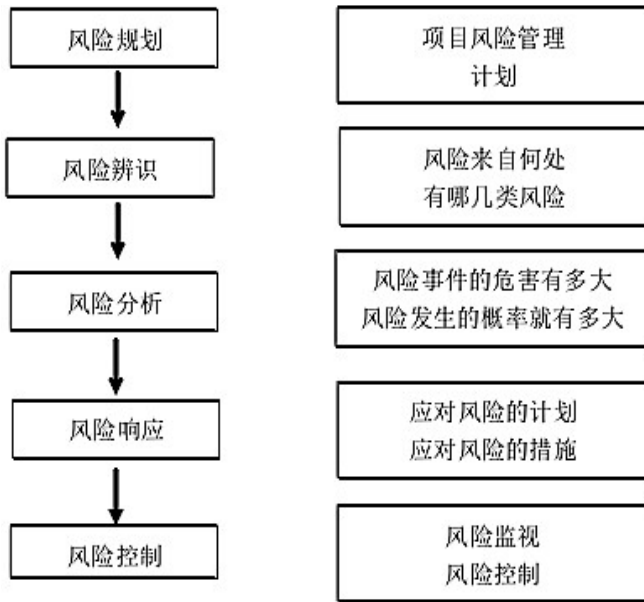 风险规划
项目风险管理
计划
风险辨识
风险来自何处
有哪几类风险
风险分析
风险事件的危害有多大
风险发生的概率就有多大
风险响应
应对风险的计划
应对风险的措施
风险控制
风险监视
风险控制